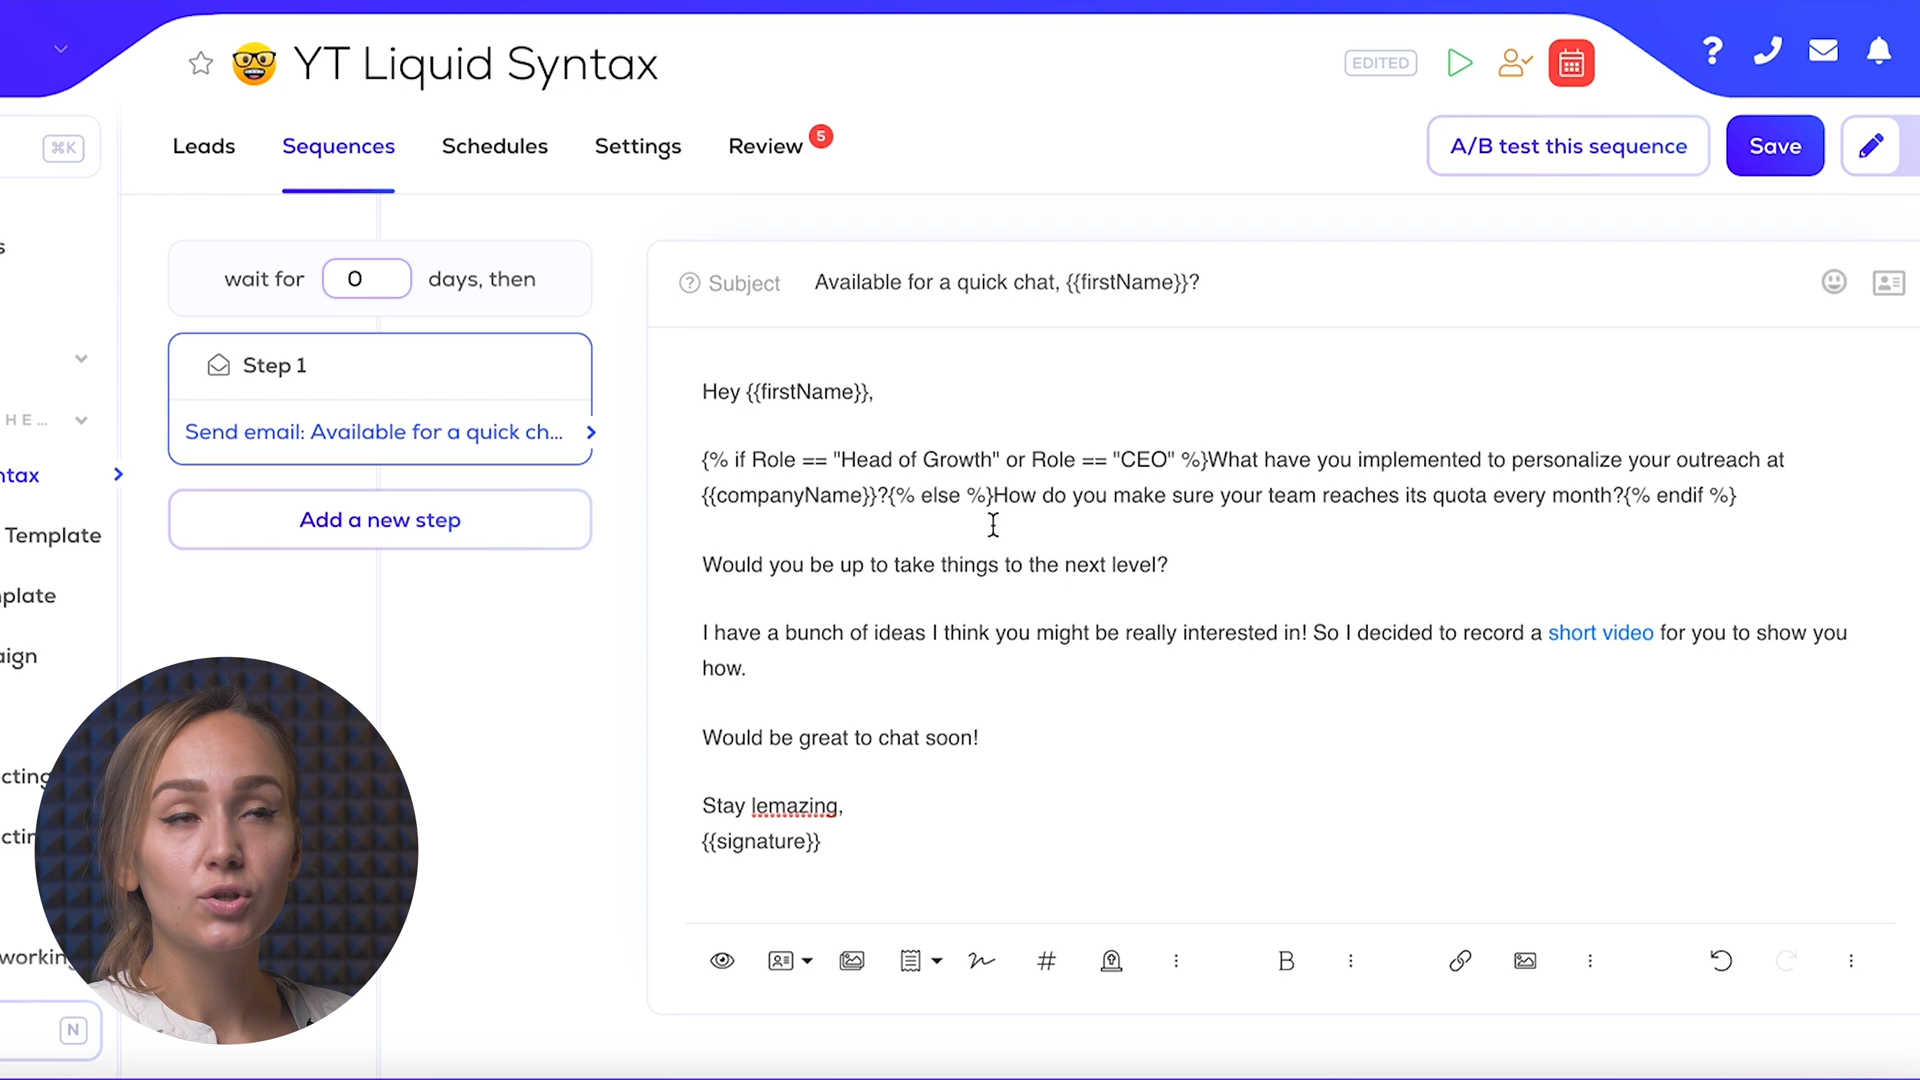 YT Liquid Syntax
EDITED
⌘K
Leads
Sequences
Schedules
Settings
Review
5
A/B test this sequence
Save
wait for 0 days, then
Step 1
Send email: Available for a quick ch...
Add a new step
s
HE...
ntax
Template
nplate
aign
cting
ctin
workin
N
Subject
Available for a quick chat, {{firstName}}?
Hey {{firstName}},
{% if Role == "Head of Growth" or Role == "CEO" %}What have you implemented to personalize your outreach at
{{companyName}}?{% else %}How do you make sure your team reaches its quota every month?{% endif %}
Would you be up to take things to the next level?
I have a bunch of ideas I think you might be really interested in! So I decided to record a short video for you to show you
how.
Would be great to chat soon!
Stay lemazing,
{{signature}}
B